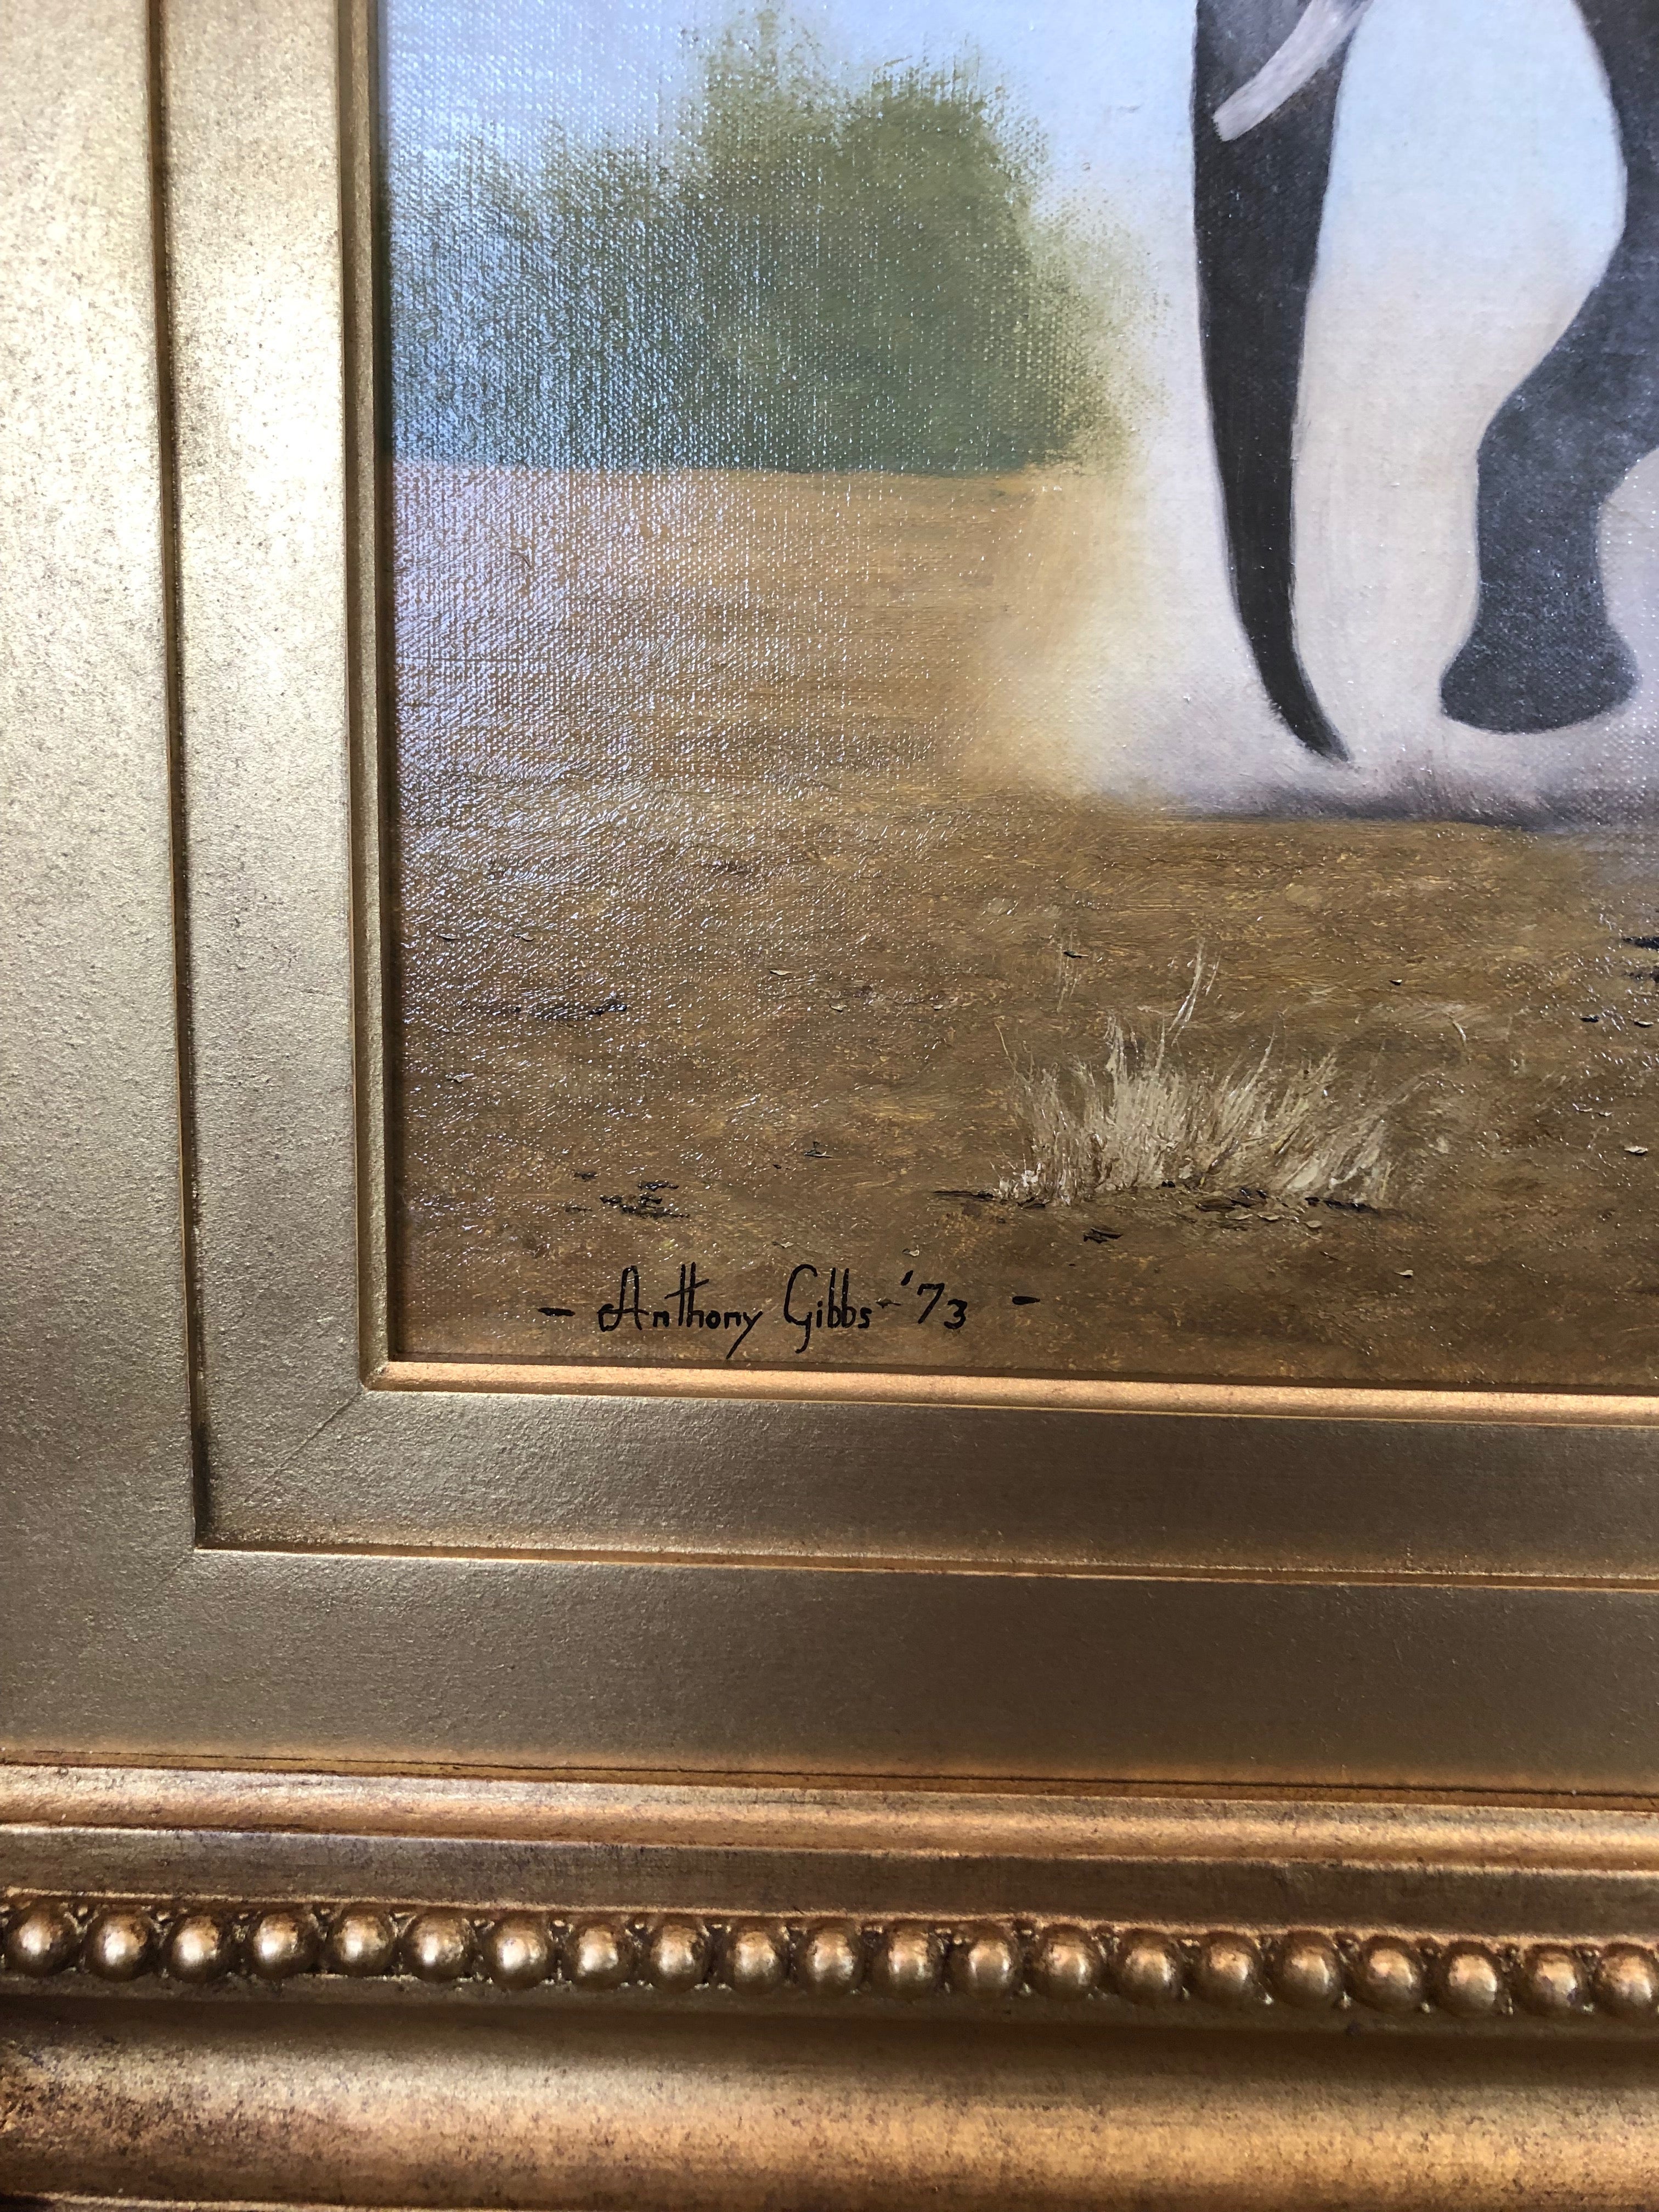 - Anthony Gibbs - '73 -